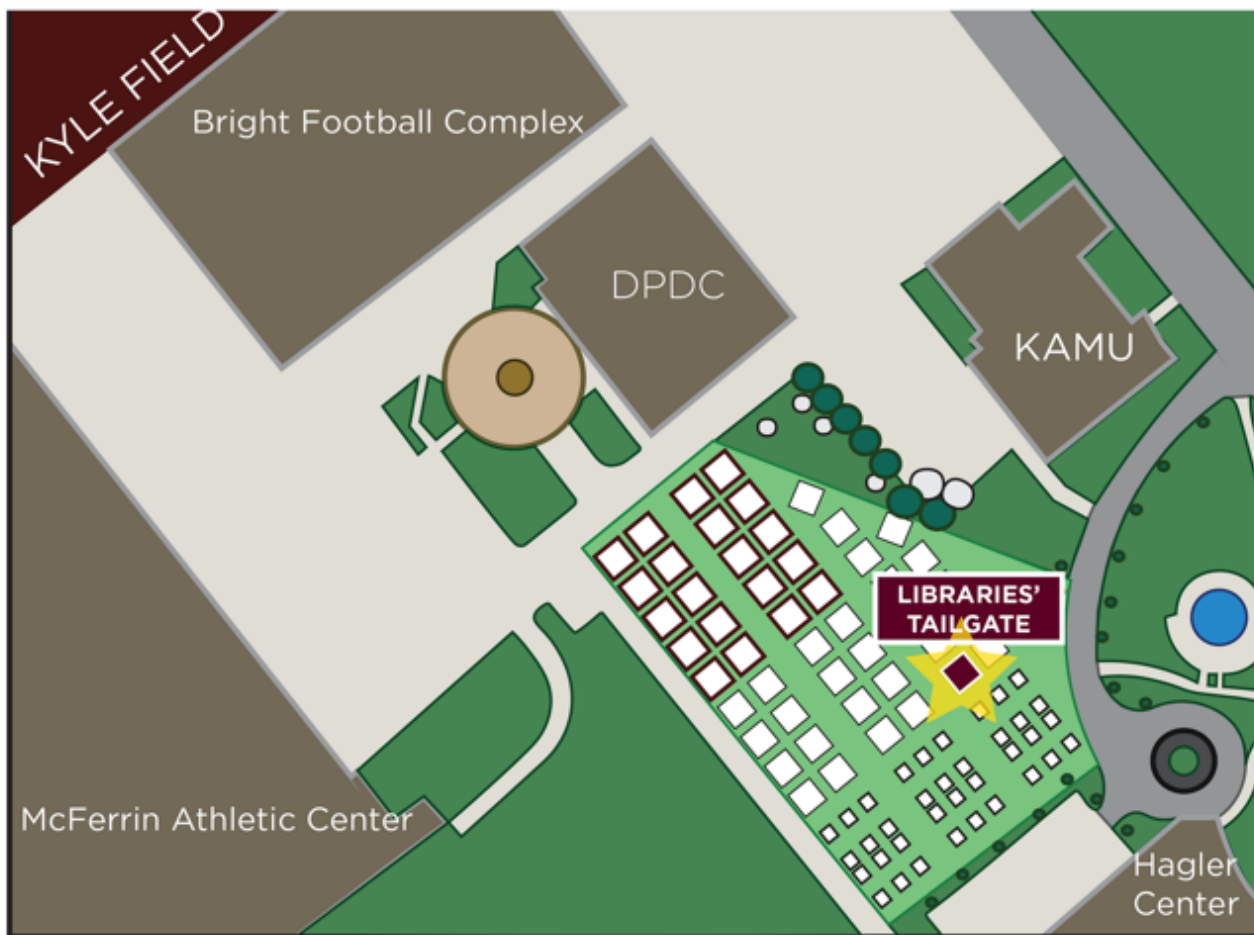 KYLE FIELD
Bright Football Complex
DPDC
KAMU
LIBRARIES'
TAILGATE
McFerrin Athletic Center
Hagler
Center